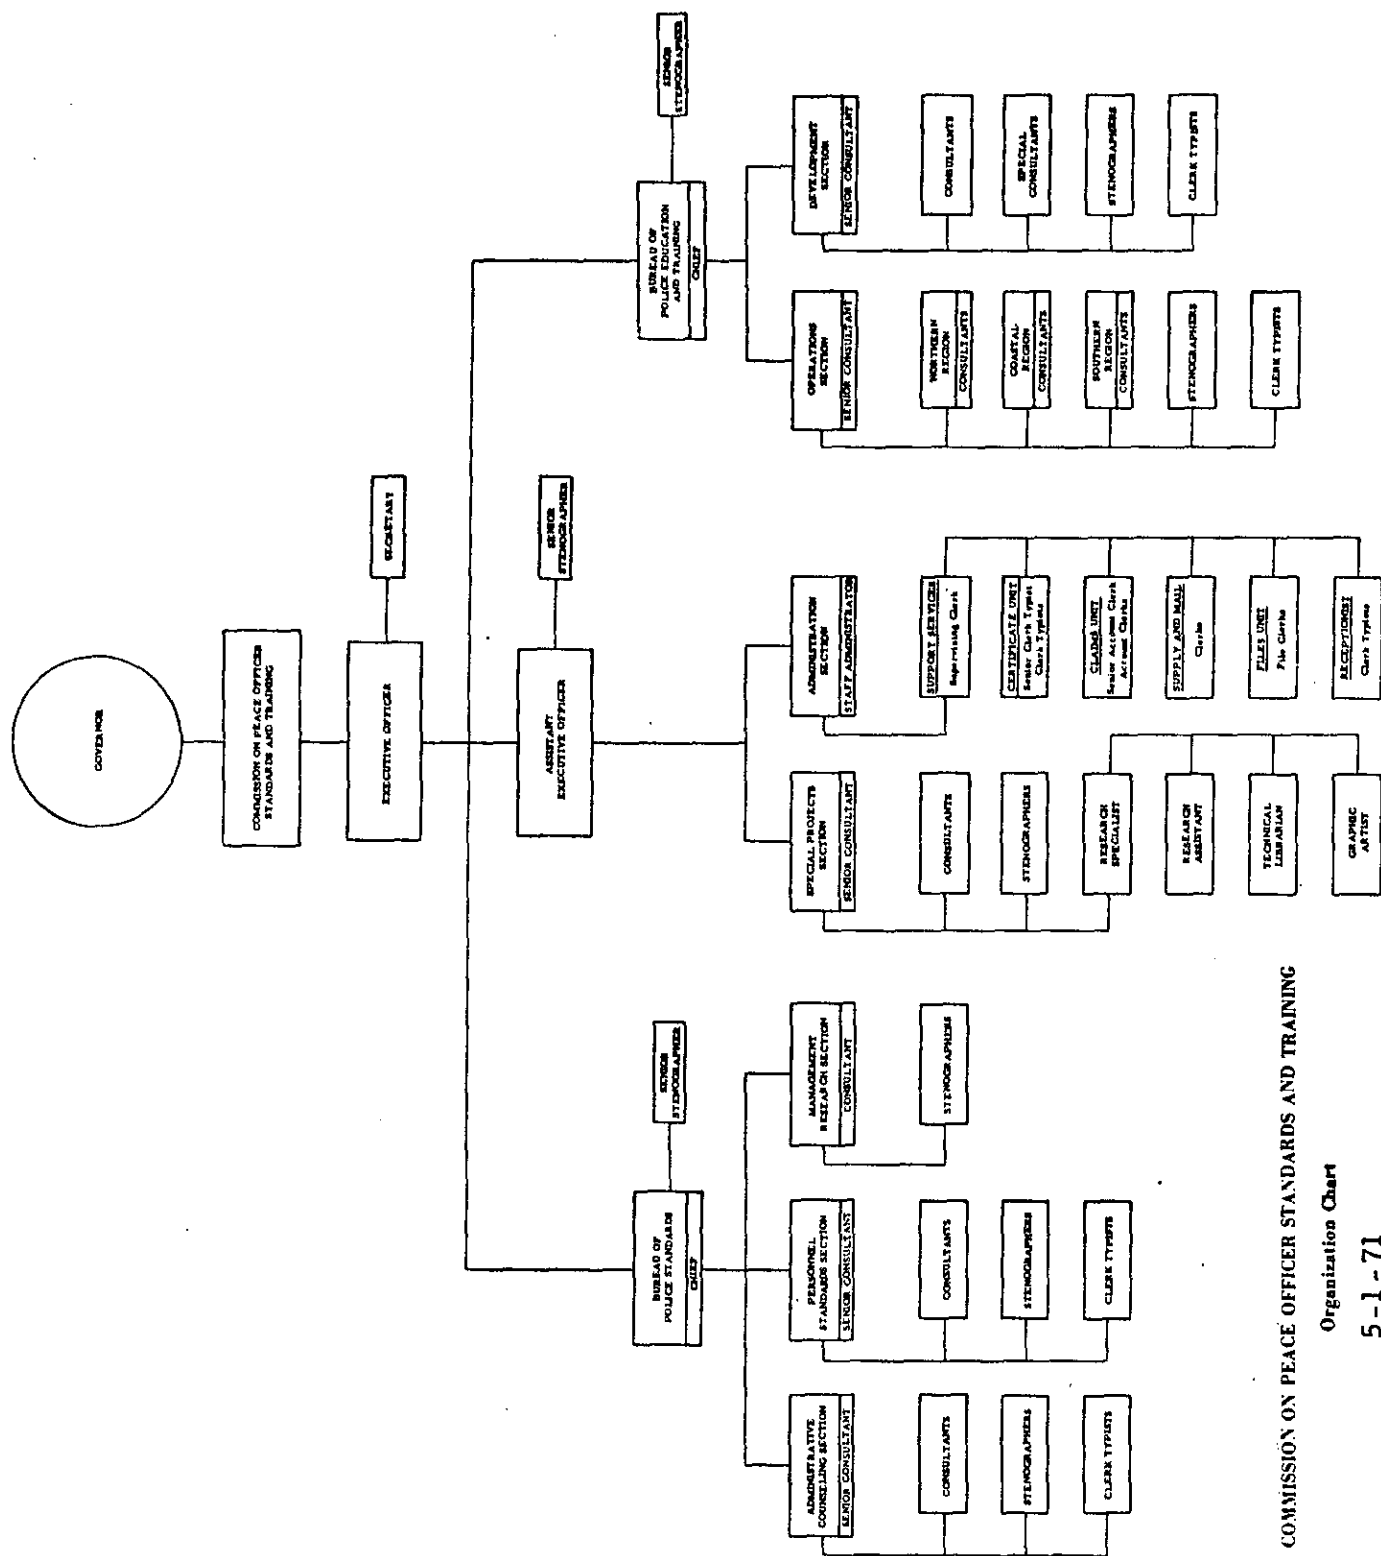 GOVERNOR
COMMISSION ON PEACE OFFICER
STANDARDS AND TRAINING
EXECUTIVE OFFICER
SECRETARY
ASSISTANT
EXECUTIVE OFFICER
SENIOR
STENOGRAPHER
BUREAU OF
POLICE STANDARDS
CHIEF
SENIOR
STENOGRAPHER
BUREAU OF
POLICE EDUCATION
AND TRAINING
CHIEF
SENIOR
STENOGRAPHER
ADMINISTRATIVE
COUNSELING SECTION
SENIOR CONSULTANT
CONSULTANTS
STENOGRAPHERS
CLERK TYPISTS
PERSONNEL
STANDARDS SECTION
SENIOR CONSULTANT
CONSULTANTS
STENOGRAPHERS
CLERK TYPISTS
MANAGEMENT
RESEARCH SECTION
CONSULTANT
STENOGRAPHERS
SPECIAL PROJECTS
SECTION
SENIOR CONSULTANT
CONSULTANTS
STENOGRAPHERS
RESEARCH
SPECIALIST
RESEARCH
ASSISTANT
TECHNICAL
LIBRARIAN
GRAPHIC
ARTIST
ADMINISTRATION
SECTION
STAFF ADMINISTRATOR
SUPPORT SERVICES
Supervising Clerk
CERTIFICATE UNIT
Senior Clerk Typist
Clerk Typists
CLAIMS UNIT
Senior Account Clerk
Account Clerks
SUPPLY AND MAIL
Clerks
FILES UNIT
File Clerks
RECEPTIONIST
Clerk Typist
OPERATIONS
SECTION
SENIOR CONSULTANT
NORTHERN
REGION
CONSULTANTS
COASTAL
REGION
CONSULTANTS
SOUTHERN
REGION
CONSULTANTS
STENOGRAPHERS
CLERK TYPISTS
DEVELOPMENT
SECTION
SENIOR CONSULTANT
CONSULTANTS
SPECIAL
CONSULTANTS
STENOGRAPHERS
CLERK TYPISTS
COMMISSION ON PEACE OFFICER STANDARDS AND TRAINING
Organization Chart
5-1-71